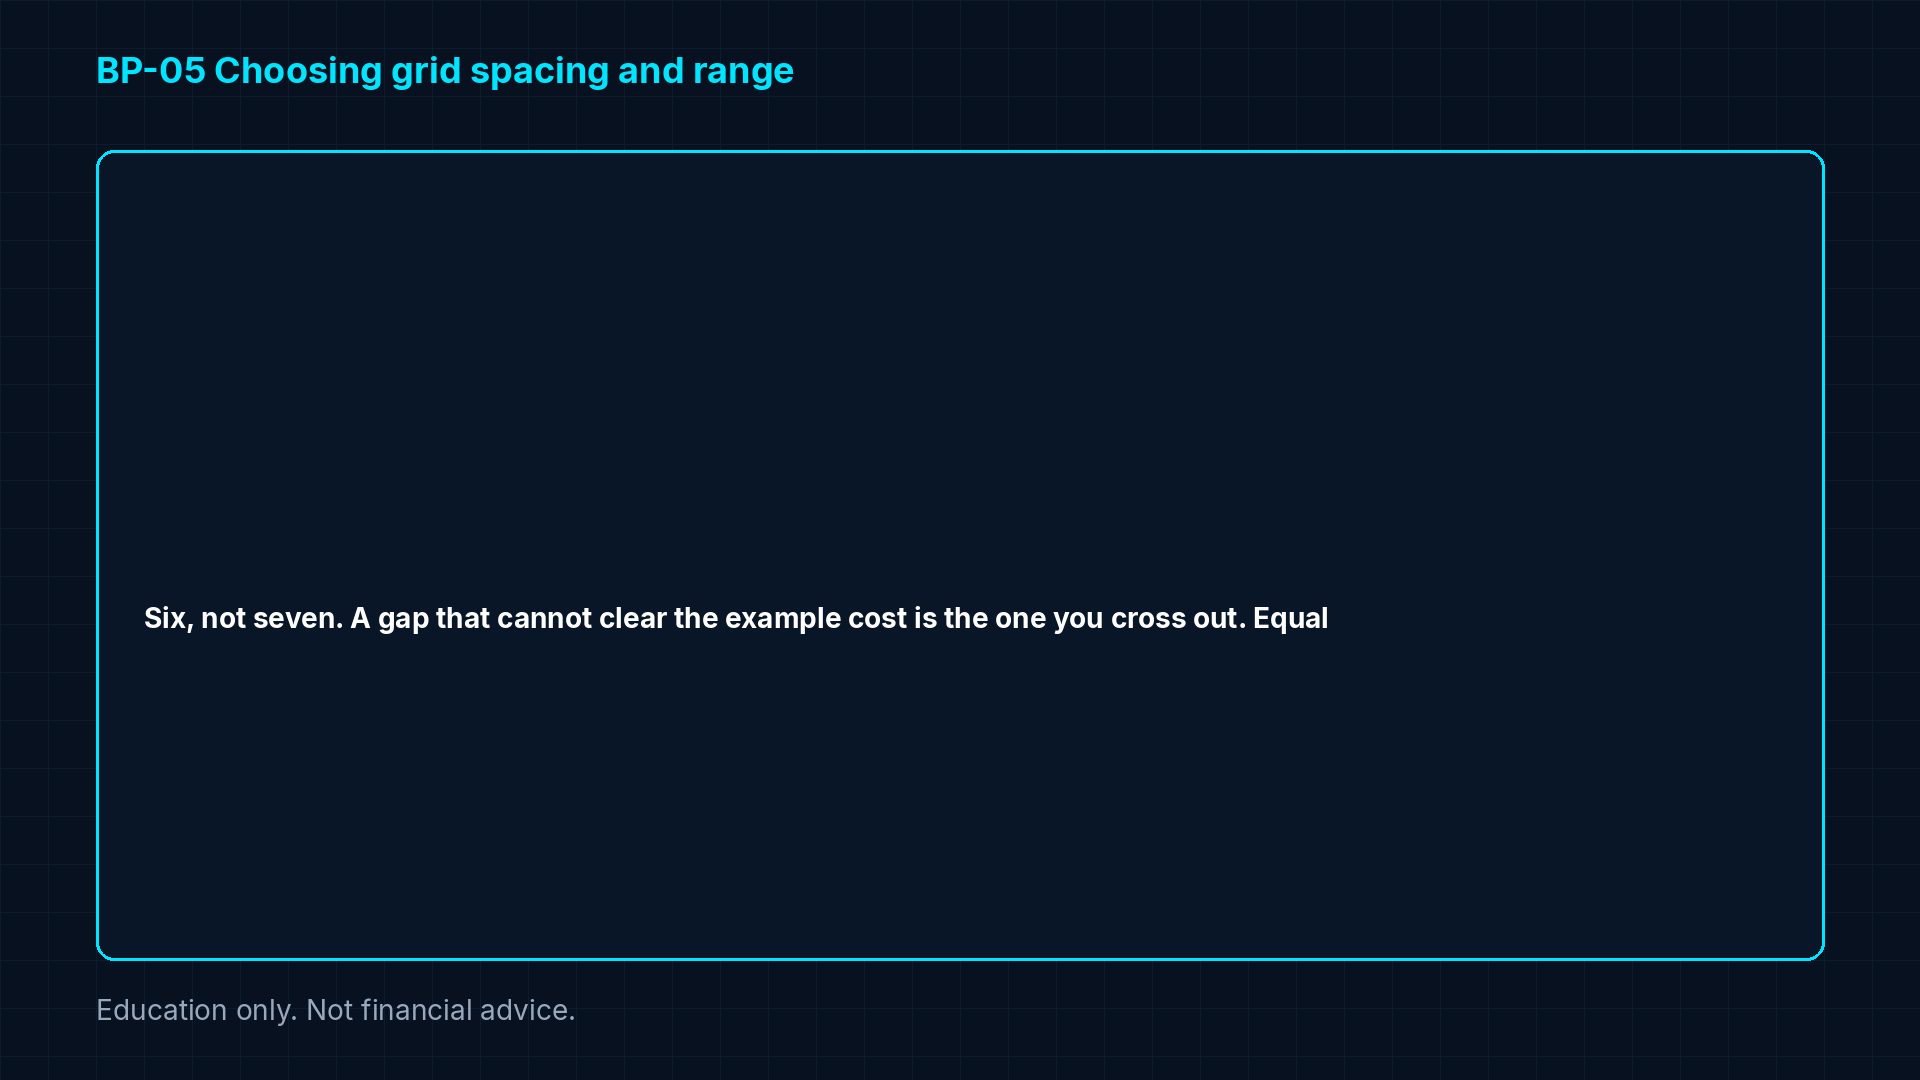 BP-05 Choosing grid spacing and range
Six, not seven. A gap that cannot clear the example cost is the one you cross out. Equal
Education only. Not financial advice.